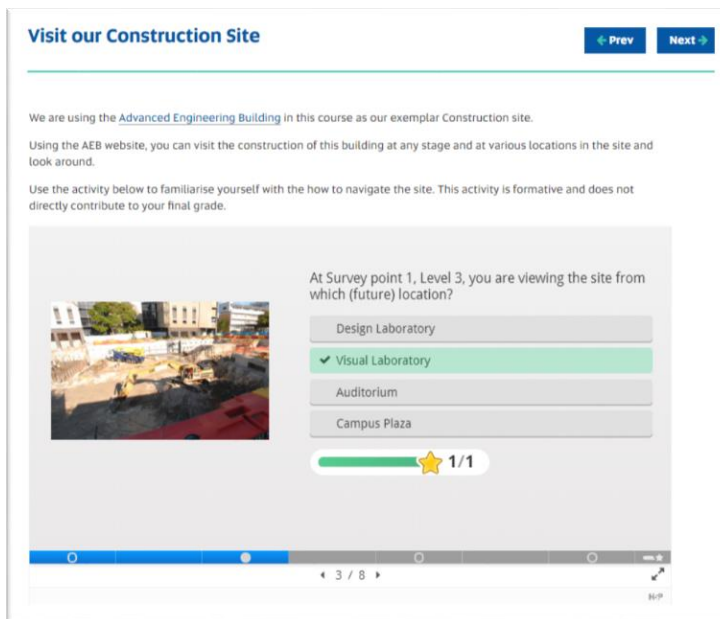 Visit our Construction Site
Prev
Next
We are using the Advanced Engineering Building in this course as our exemplar Construction site.
Using the AEB website, you can visit the construction of this building at any stage and at various locations in the site and
look around.
Use the activity below to familiarise yourself with the how to navigate the site. This activity is formative and does not
directly contribute to your final grade.
At Survey point 1, Level 3, you are viewing the site from
which (future) location?
Design Laboratory
Visual Laboratory
Auditorium
Campus Plaza
1/1
3 / 8
H5P